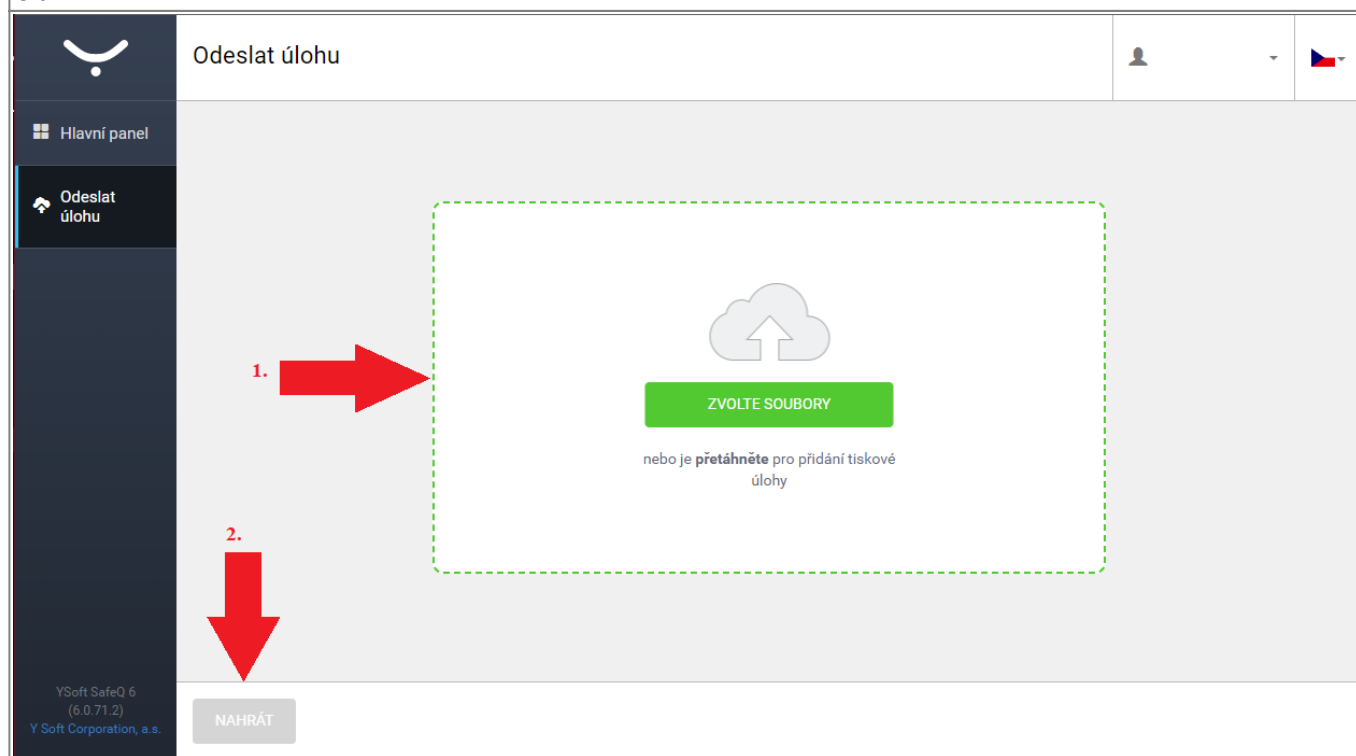 Odeslat úlohu
Hlavní panel
Odeslat
úlohu
1.
ZVOLTE SOUBORY
nebo je přetáhněte pro přidání tiskové
úlohy
2.
NAHRÁT
YSoft SafeQ 6
(6.0.71.2)
Y Soft Corporation, a.s.